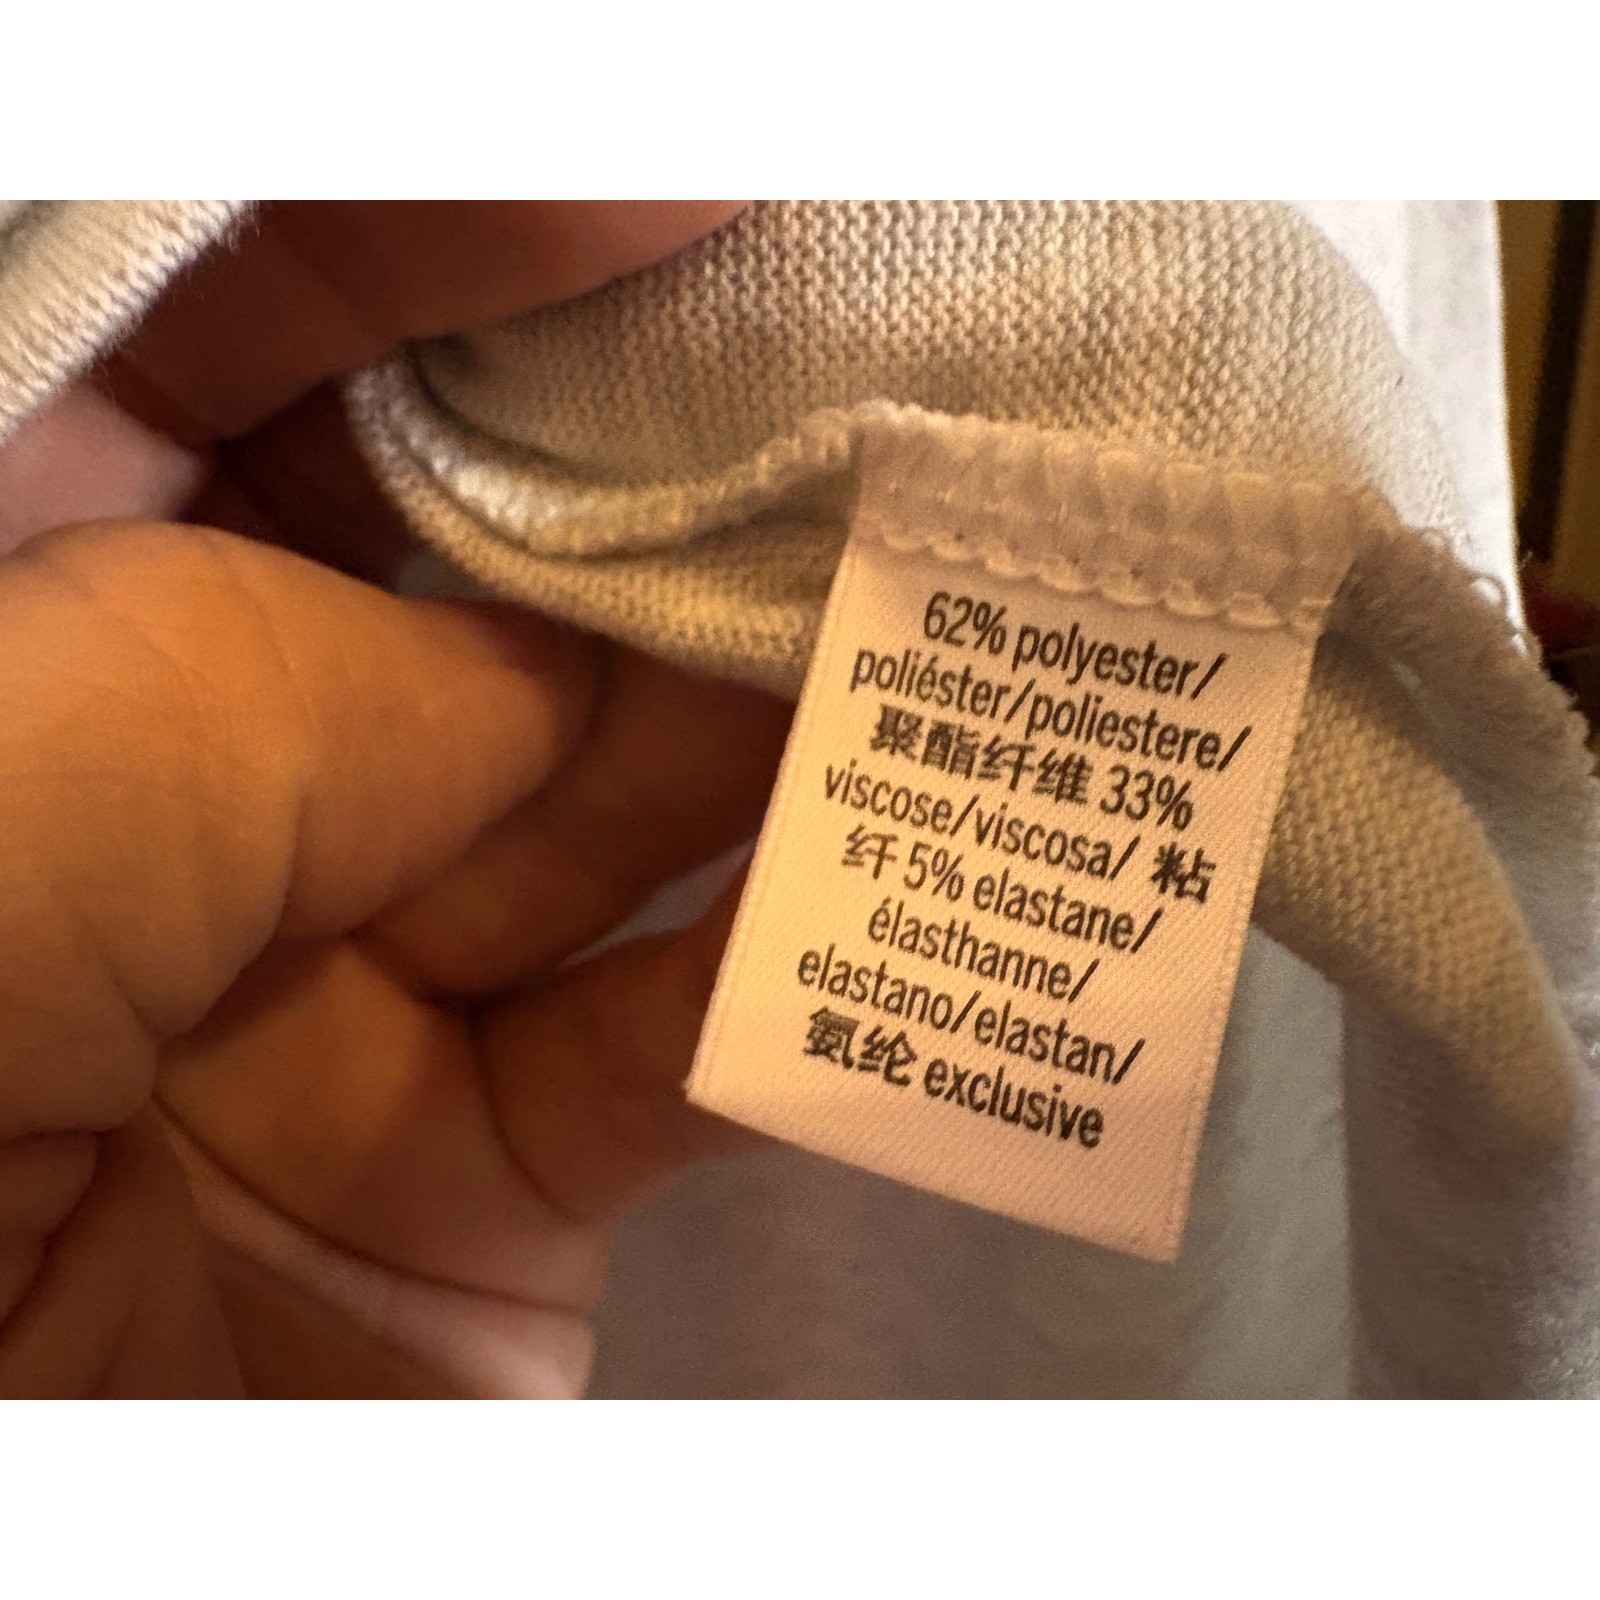 62% polyester/
poliéster/poliestere/
聚酯纤维 33%
viscose/viscosa/ 粘
纤 5% elastane/
élasthanne/
elastano/elastan/
氨纶 exclusive